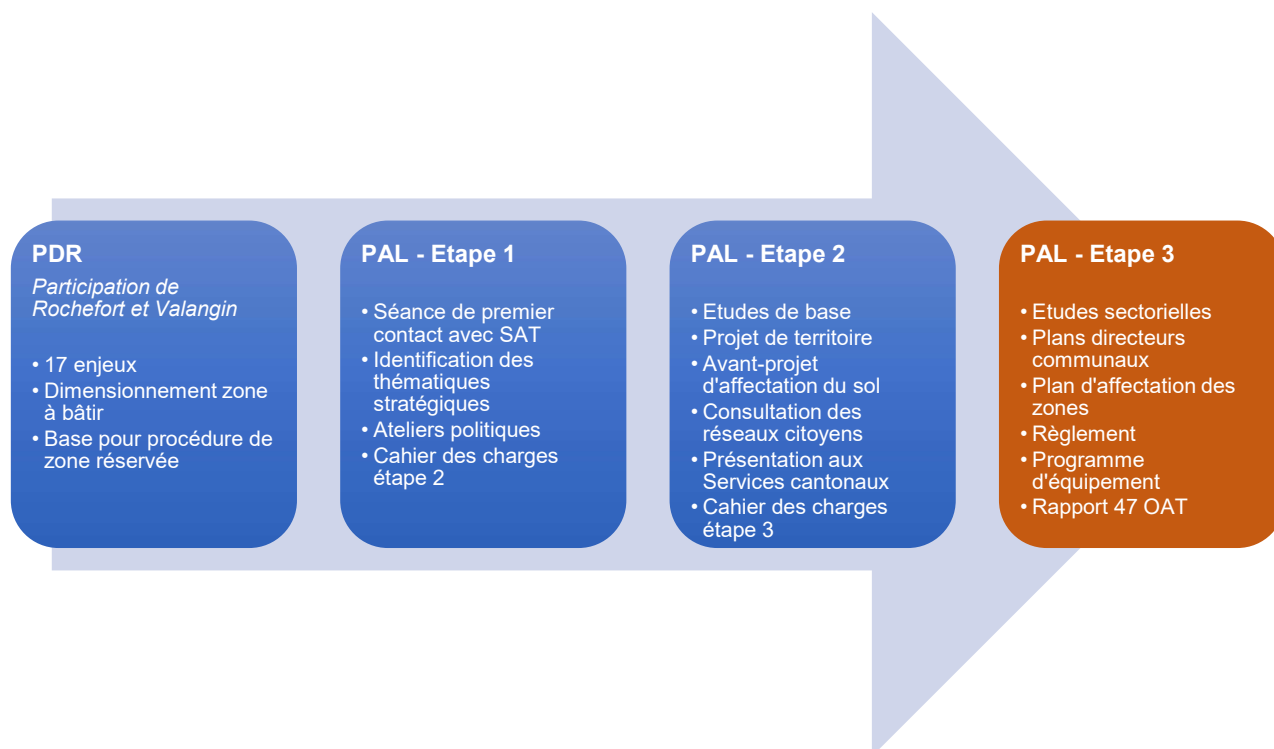 PDR
Participation de
Rochefort et Valangin
• 17 enjeux
• Dimensionnement zone
à bâtir
• Base pour procédure de
zone réservée
PAL - Etape 1
• Séance de premier
contact avec SAT
• Identification des
thématiques
stratégiques
• Ateliers politiques
• Cahier des charges
étape 2
PAL - Etape 2
• Etudes de base
• Projet de territoire
• Avant-projet
d'affectation du sol
• Consultation des
réseaux citoyens
• Présentation aux
Services cantonaux
• Cahier des charges
étape 3
PAL - Etape 3
• Etudes sectorielles
• Plans directeurs
communaux
• Plan d'affectation des
zones
• Règlement
• Programme
d'équipement
• Rapport 47 OAT